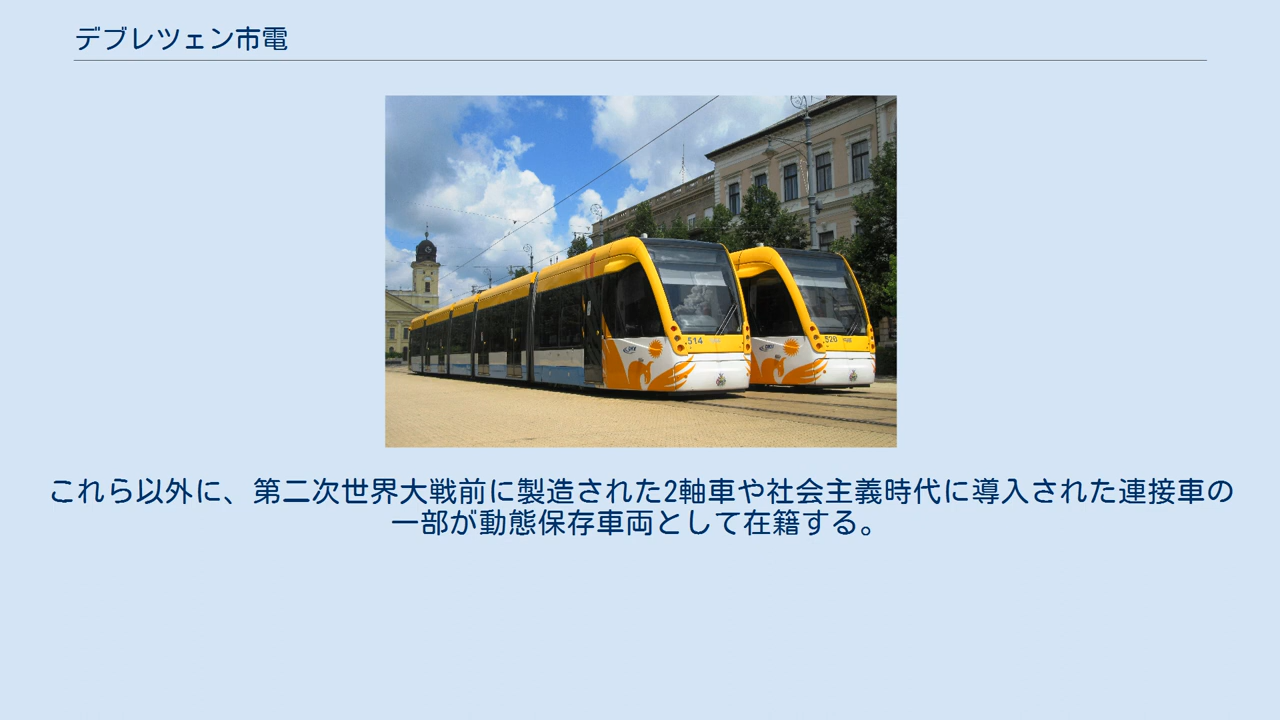 デブレツェン市電
514
520
これら以外に、第二次世界大戦前に製造された2軸車や社会主義時代に導入された連接車の
一部が動態保存車両として在籍する。